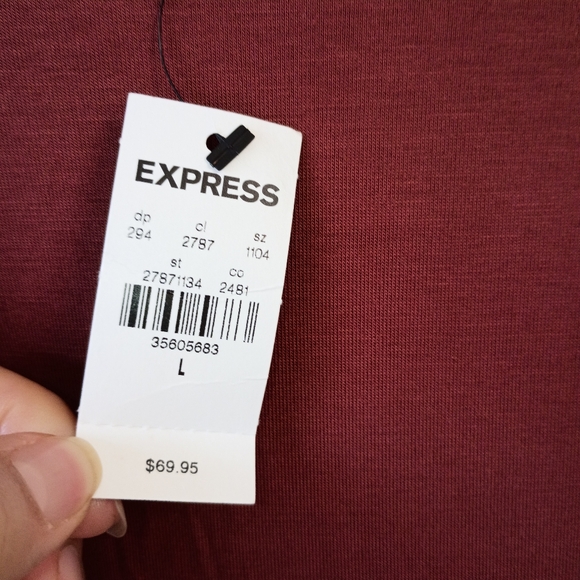 EXPRESS
dp cl sz
294 2787 1104
st co
27871134 2481
35605683
L
$69.95